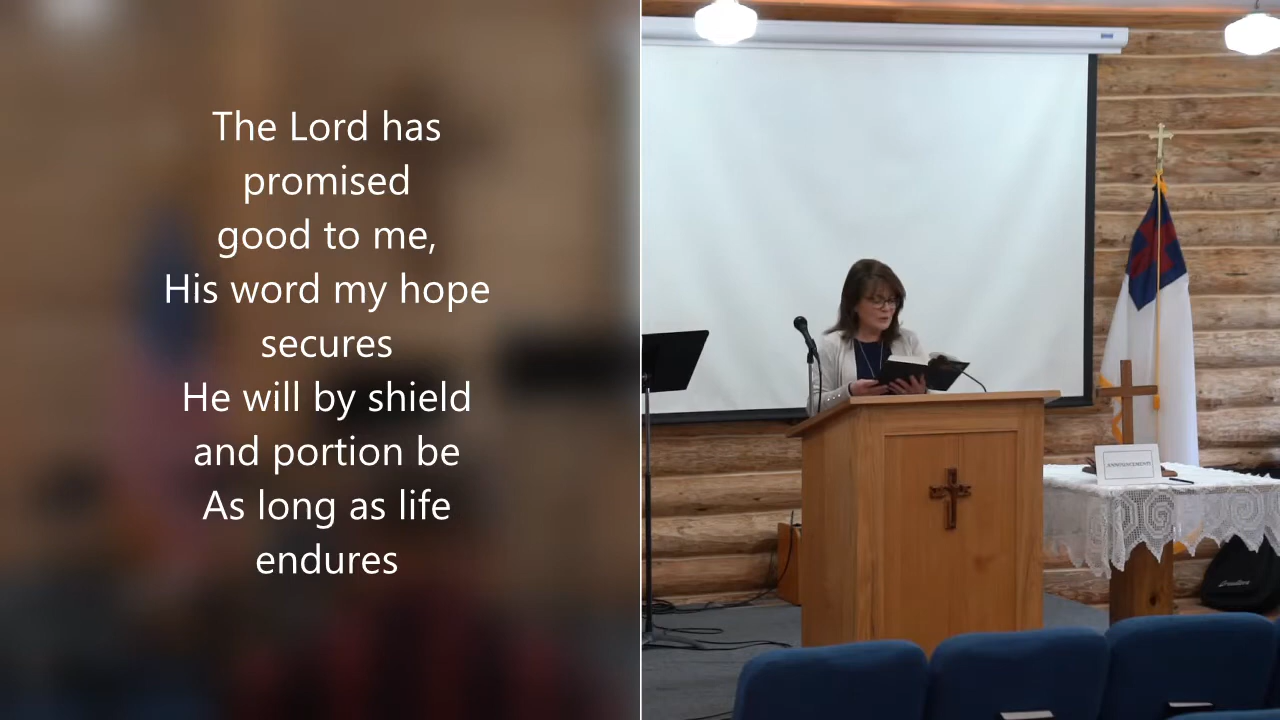 The Lord has
promised
good to me,
His word my hope
secures
He will by shield
and portion be
As long as life
endures